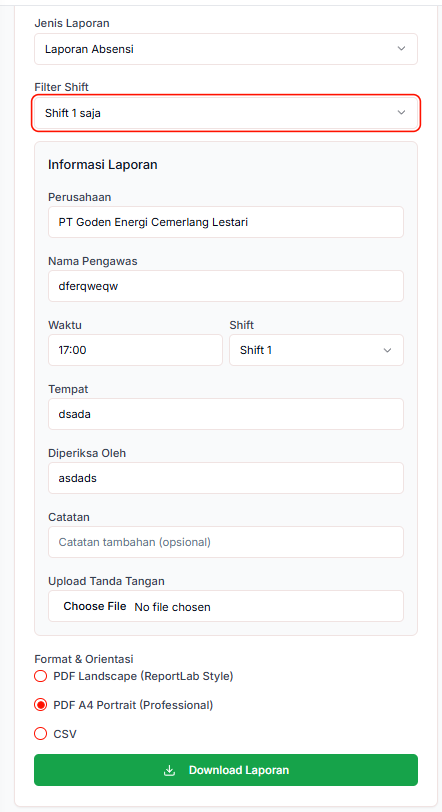 Jenis Laporan
Laporan Absensi
Filter Shift
Shift 1 saja
Informasi Laporan
Perusahaan
PT Goden Energi Cemerlang Lestari
Nama Pengawas
dferqweqw
Waktu
Shift
17:00
Shift 1
Tempat
dsada
Diperiksa Oleh
asdads
Catatan
Catatan tambahan (opsional)
Upload Tanda Tangan
Choose File No file chosen
Format & Orientasi
PDF Landscape (ReportLab Style)
PDF A4 Portrait (Professional)
CSV
Download Laporan